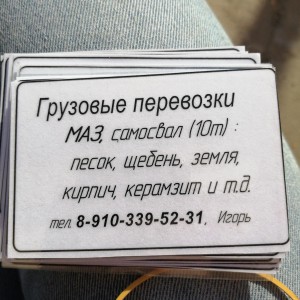 Грузовые перевозки
МАЗ, самосвал (10т) :
песок, щебень, земля,
кирпич, керамзит и т.д.
тел. 8-910-339-52-31, Игорь